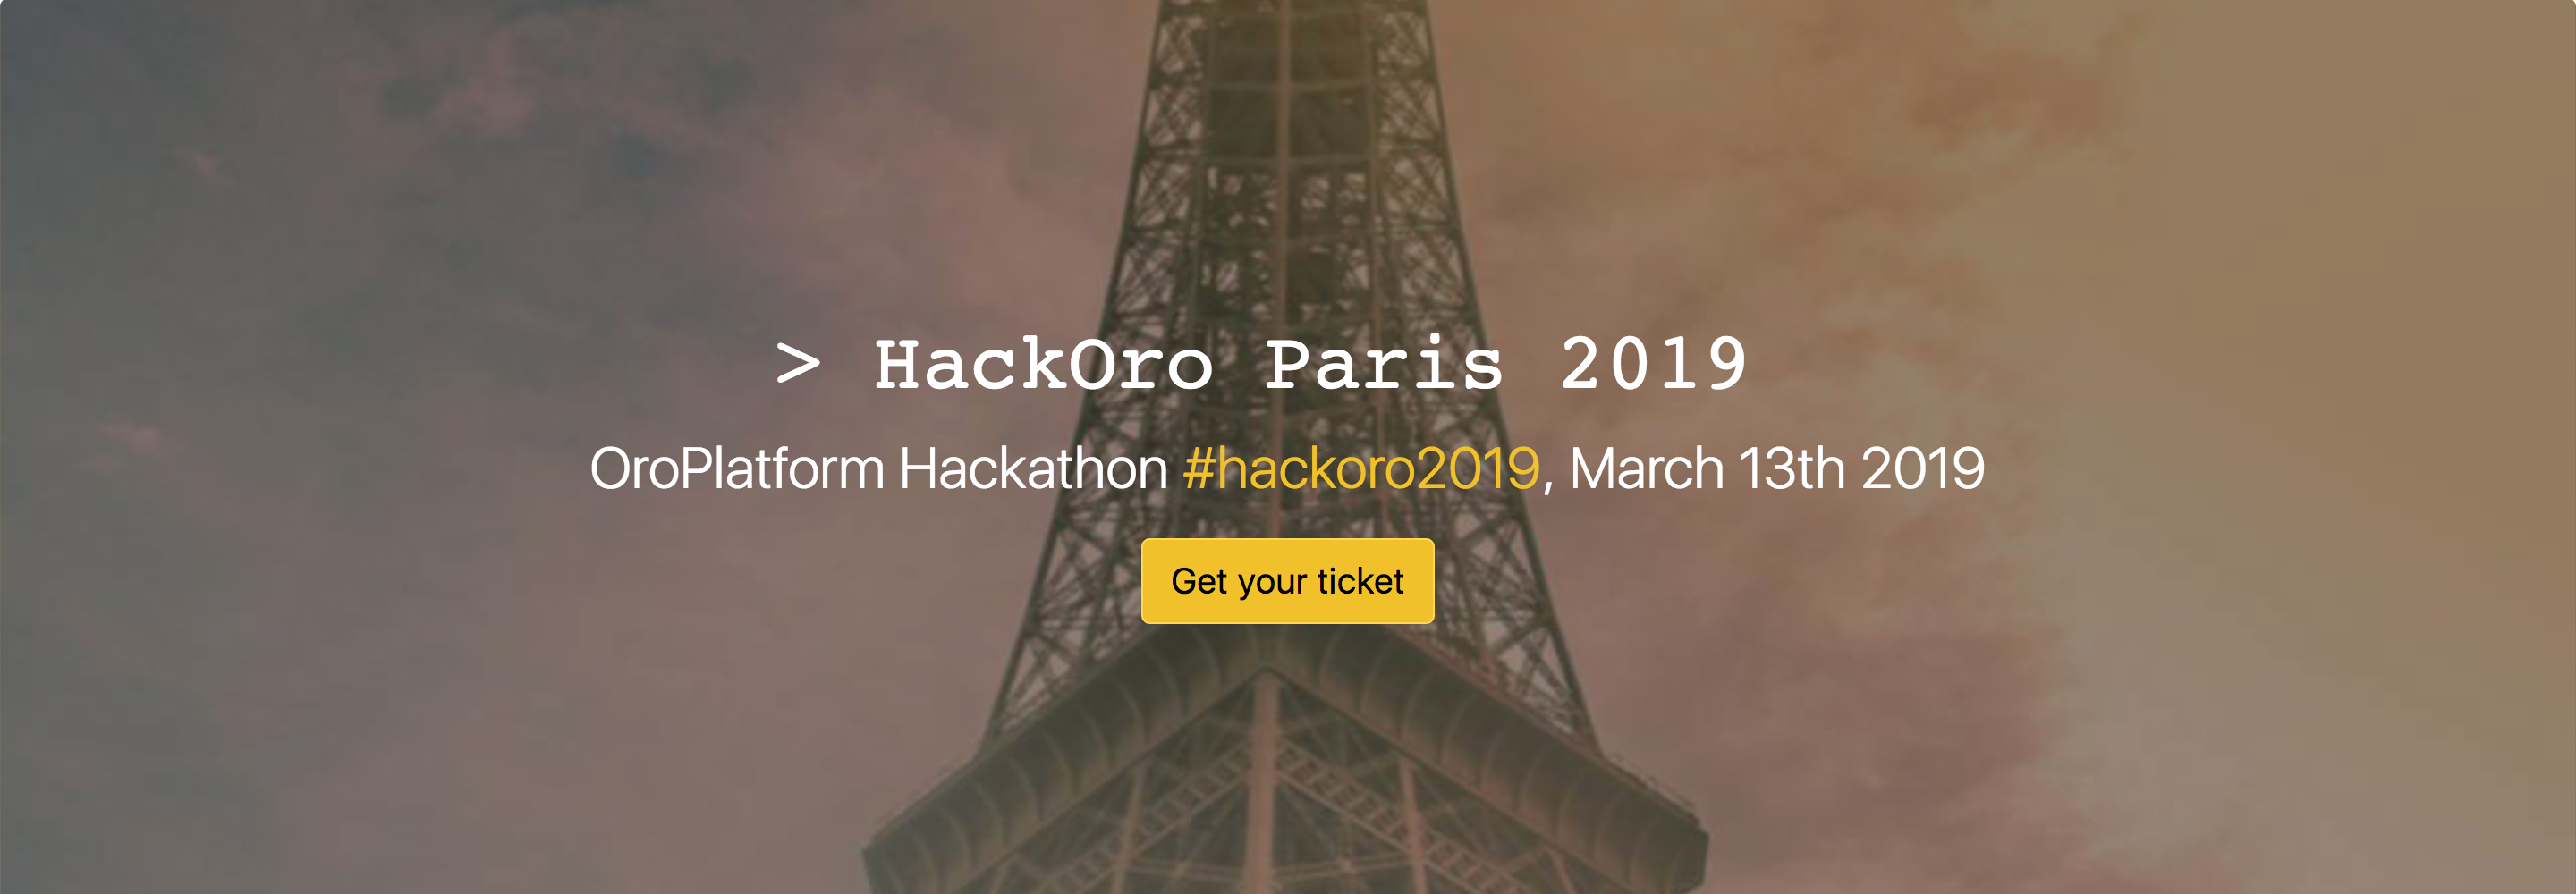 > HackOro Paris 2019
OroPlatform Hackathon #hackoro2019, March 13th 2019
Get your ticket